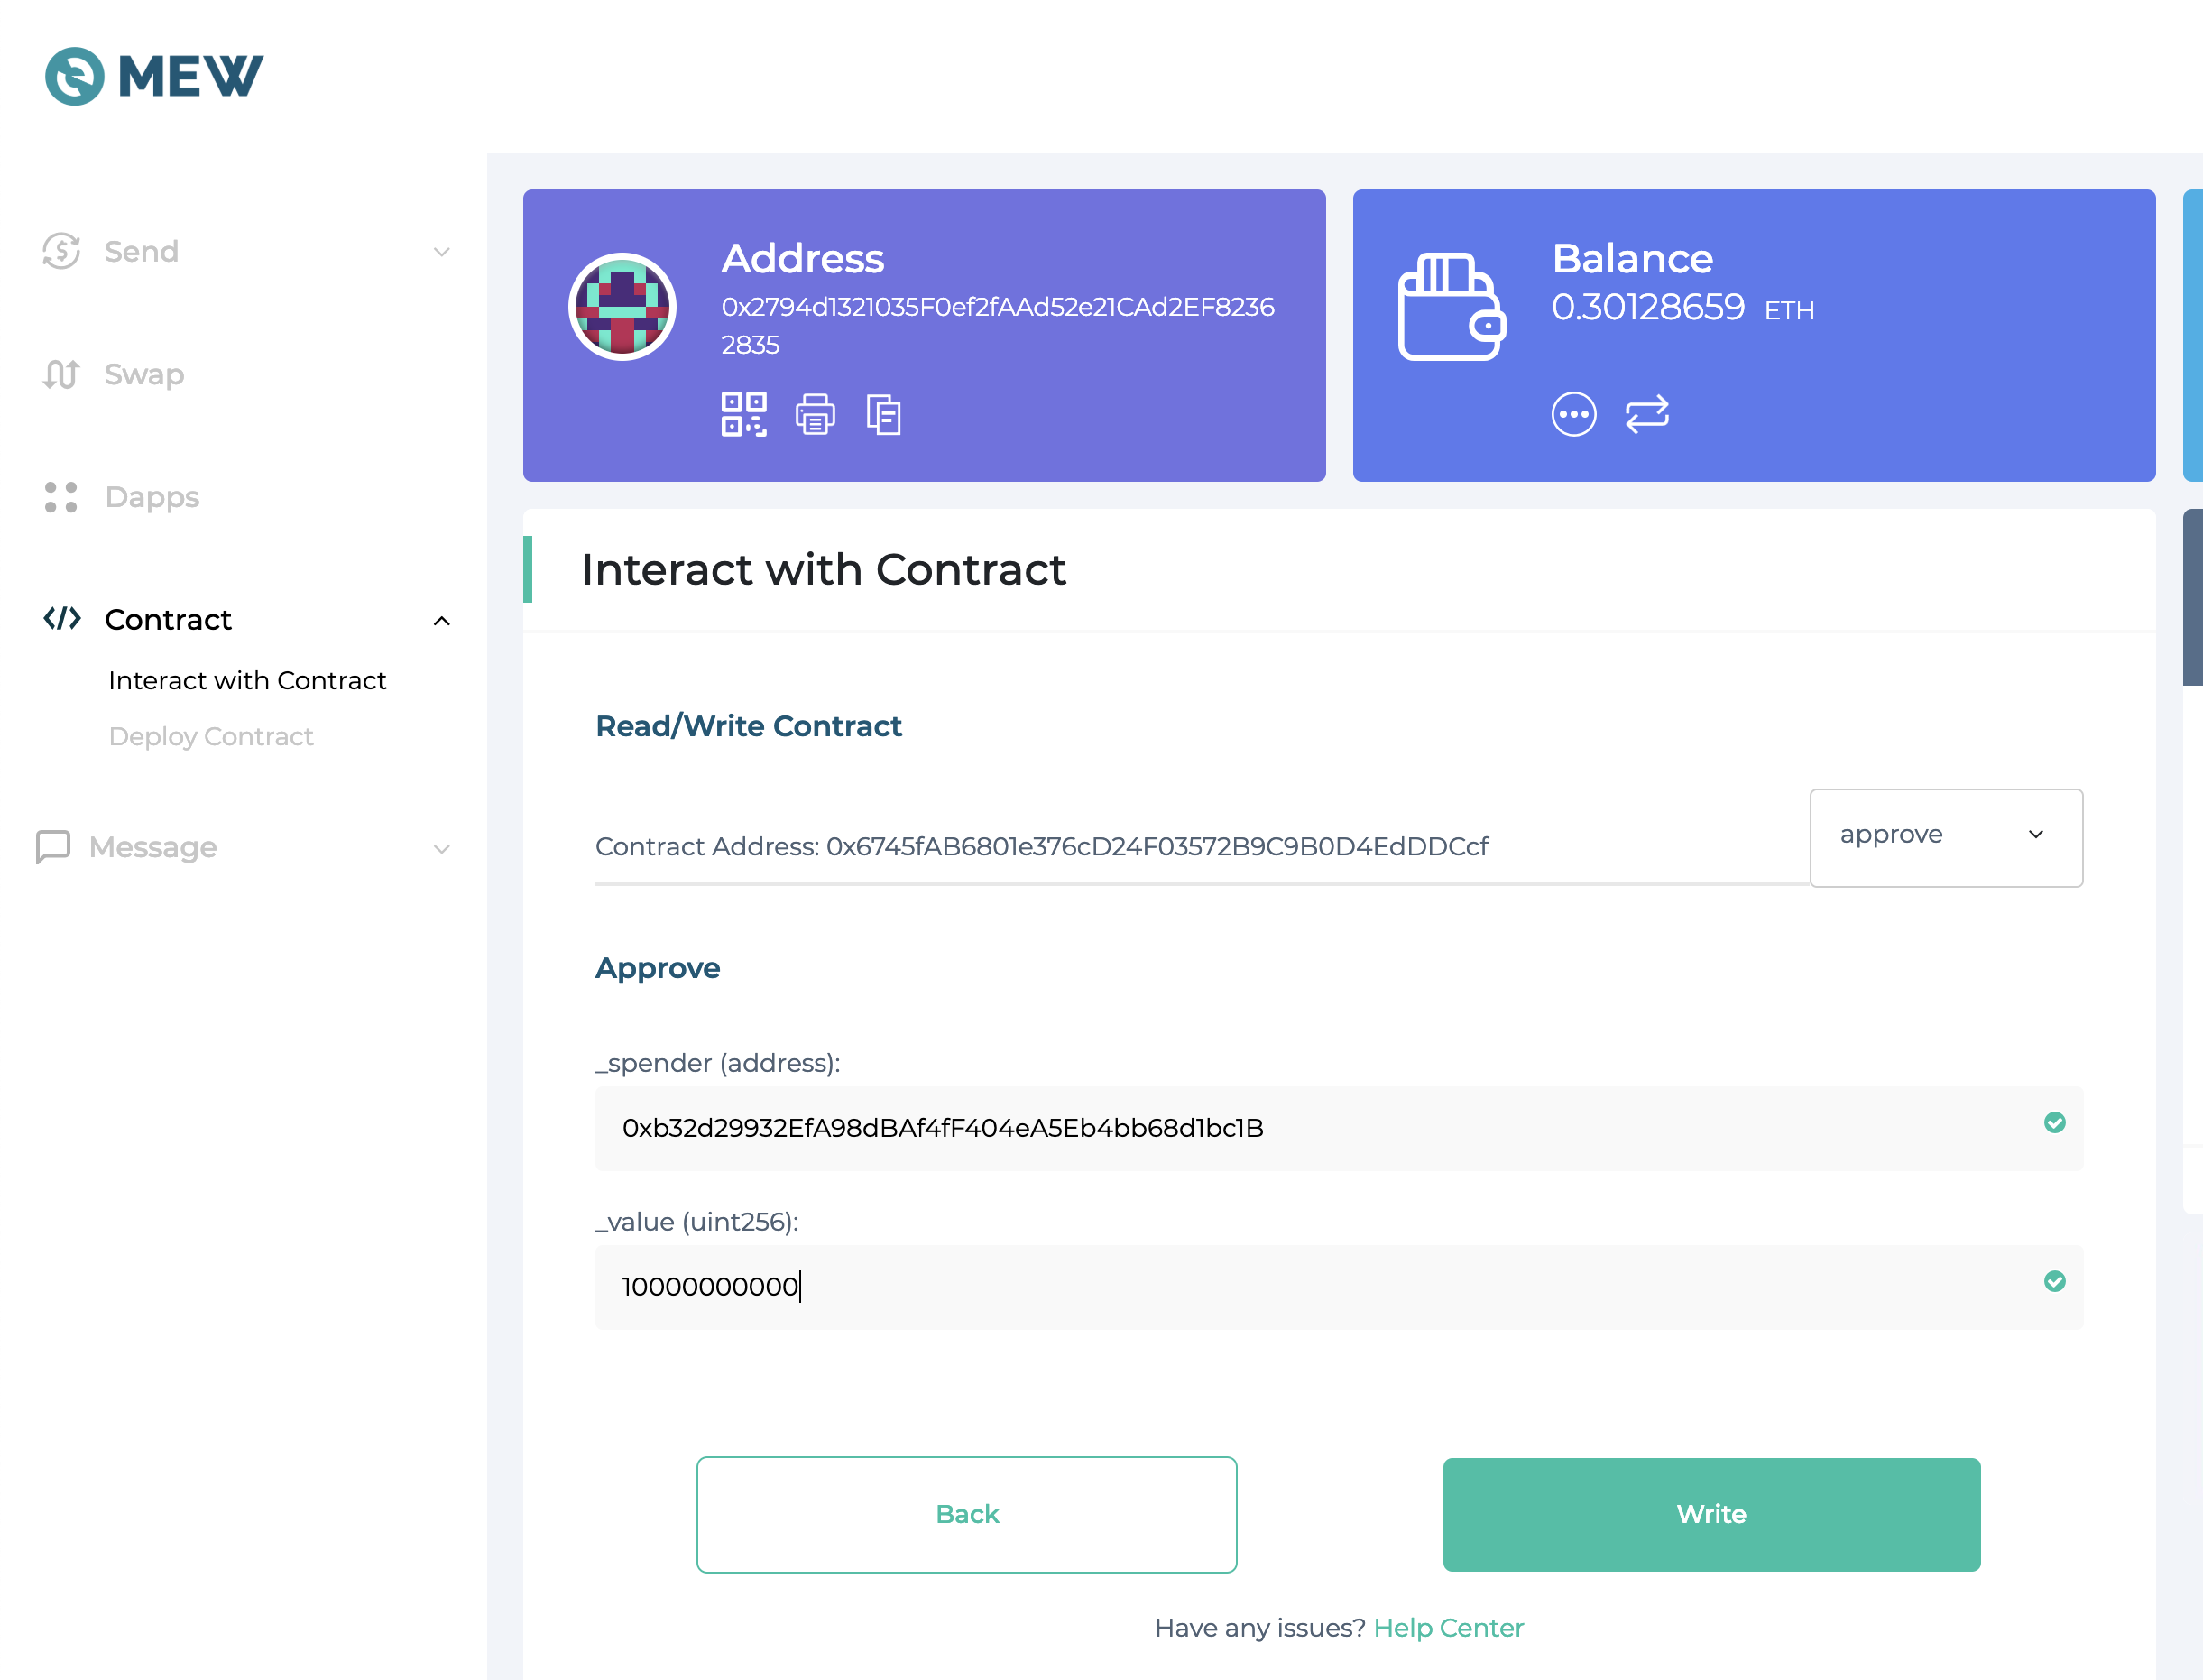 MEW
Send
Swap
Dapps
Contract
Interact with Contract
Deploy Contract
Message
Address
0x2794d1321035F0ef2fAAd52e21CAd2EF8236
2835
Balance
0.30128659 ETH
Interact with Contract
Read/Write Contract
Contract Address: 0x6745fAB6801e376cD24F03572B9C9B0D4EdDDCcf
approve
Approve
_spender (address):
0xb32d29932EfA98dBAf4fF404eA5Eb4bb68d1bc1B
_value (uint256):
10000000000
Back
Write
Have any issues? Help Center